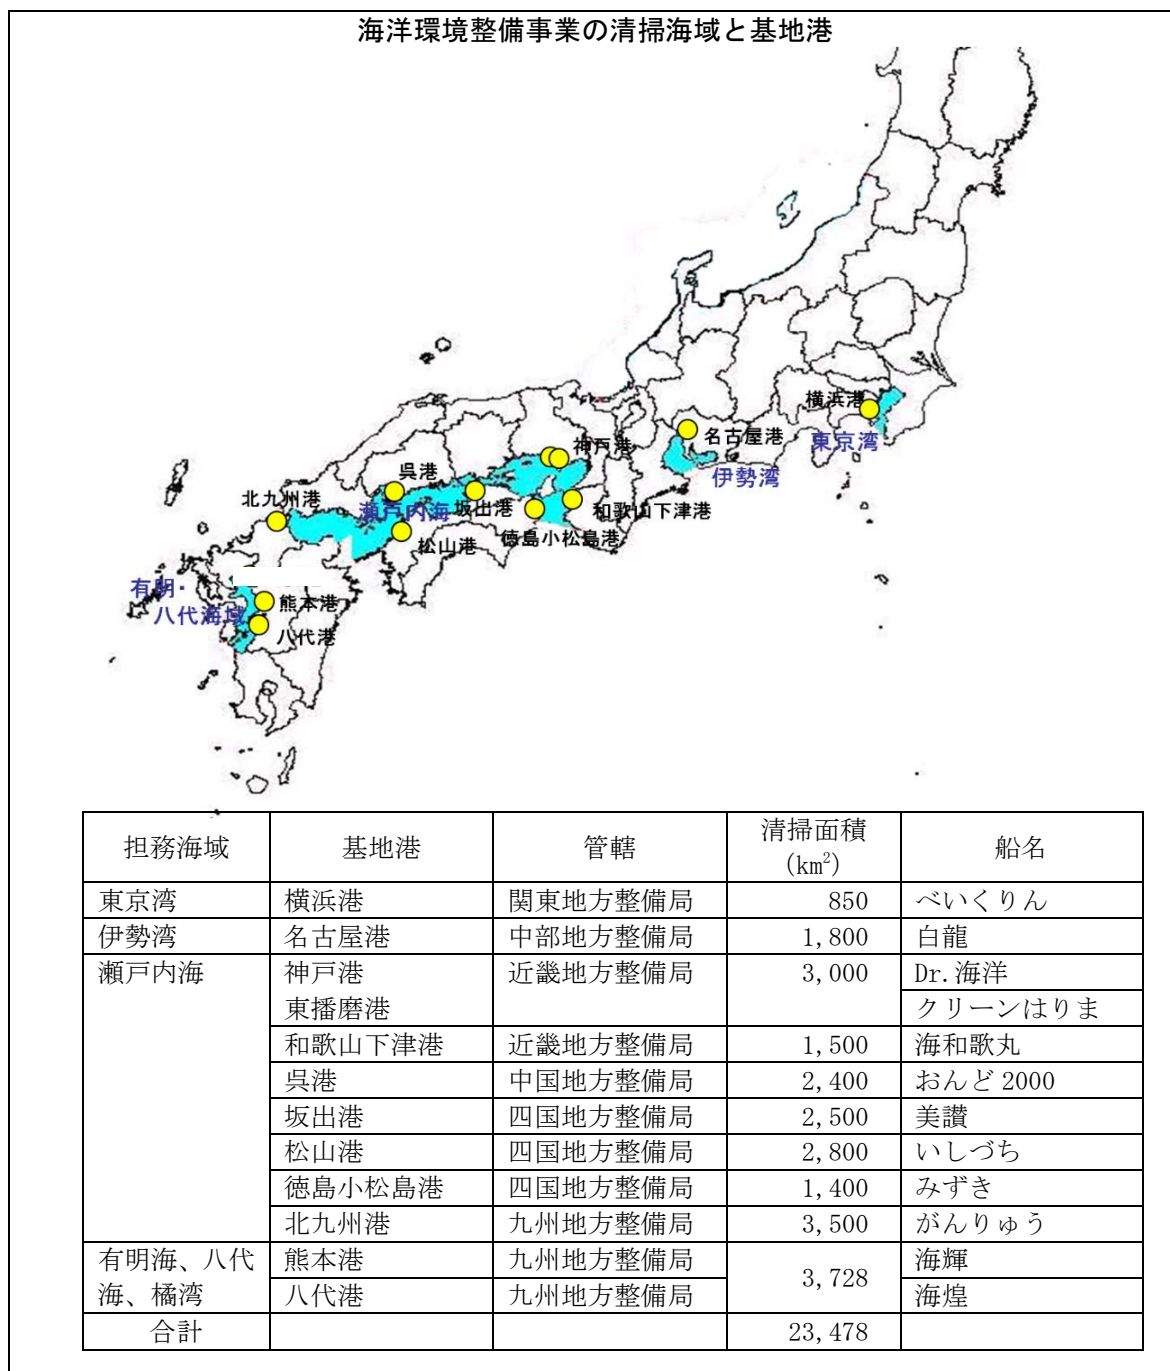 海洋環境整備事業の清掃海域と基地港
横浜港
東京湾
名古屋港
伊勢湾
神戸港
呉港
北九州港
瀬戸内海
坂出港
和歌山下津港
徳島小松島港
松山港
有明・
八代海域
熊本港
八代港
担務海域 基地港 管轄 清掃面積(km²) 船名
東京湾 横浜港 関東地方整備局 850 べいくりん
伊勢湾 名古屋港 中部地方整備局 1,800 白龍
瀬戸内海 神戸港 近畿地方整備局 3,000 Dr.海洋
東播磨港 クリーンはりま
和歌山下津港 近畿地方整備局 1,500 海和歌丸
呉港 中国地方整備局 2,400 おんど2000
坂出港 四国地方整備局 2,500 美讃
松山港 四国地方整備局 2,800 いしづち
徳島小松島港 四国地方整備局 1,400 みずき
北九州港 九州地方整備局 3,500 がんりゅう
有明海、八代海、橘湾 熊本港 九州地方整備局 3,728 海輝
八代港 九州地方整備局 海煌
合計 23,478